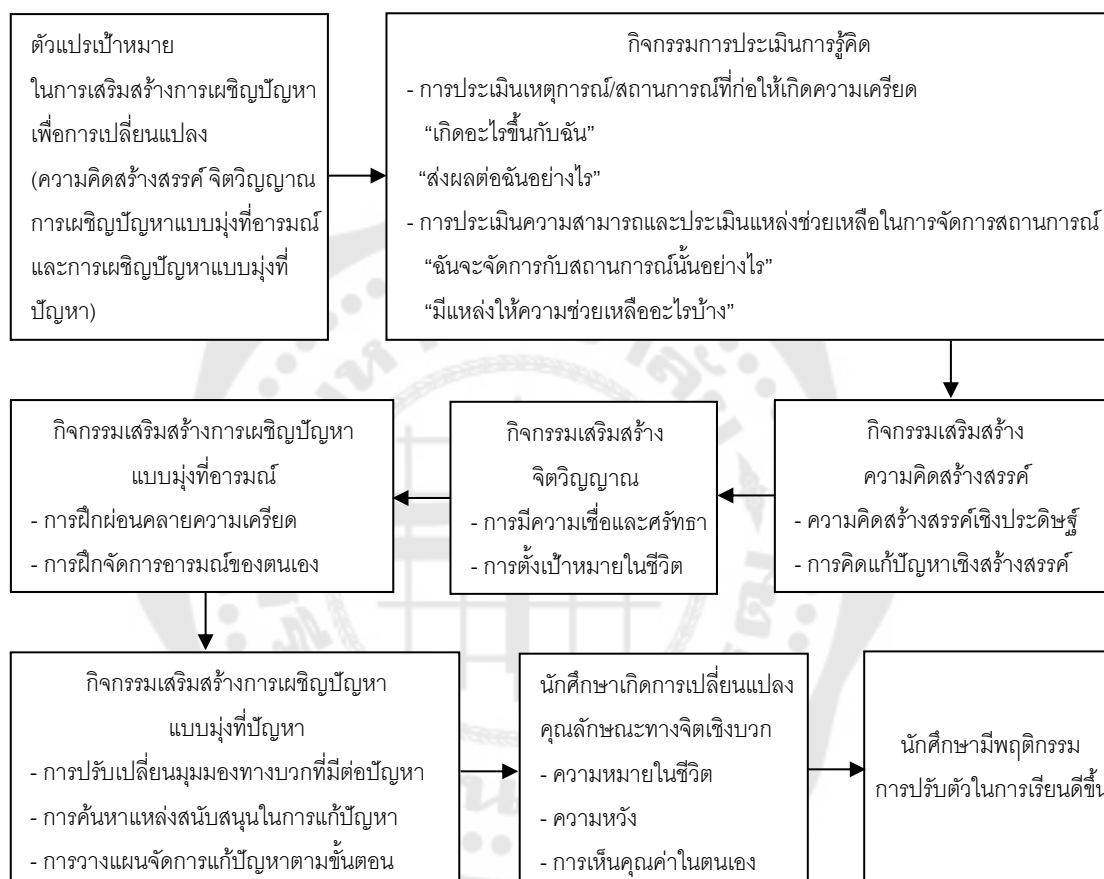 ตัวแปรเป้าหมาย
ในการเสริมสร้างการเผชิญปัญหา
เพื่อการเปลี่ยนแปลง
(ความคิดสร้างสรรค์ จิตวิญญาณ
การเผชิญปัญหาแบบมุ่งที่อารมณ์
และการเผชิญปัญหาแบบมุ่งที่
ปัญหา)
กิจกรรมการประเมินการรู้คิด
- การประเมินเหตุการณ์/สถานการณ์ที่ก่อให้เกิดความเครียด
“เกิดอะไรขึ้นกับฉัน”
“ส่งผลต่อฉันอย่างไร”
- การประเมินความสามารถและประเมินแหล่งช่วยเหลือในการจัดการสถานการณ์
“ฉันจะจัดการกับสถานการณ์นั้นอย่างไร”
“มีแหล่งให้ความช่วยเหลืออะไรบ้าง”
กิจกรรมเสริมสร้าง
ความคิดสร้างสรรค์
- ความคิดสร้างสรรค์เชิงประดิษฐ์
- การคิดแก้ปัญหาเชิงสร้างสรรค์
กิจกรรมเสริมสร้าง
จิตวิญญาณ
- การมีความเชื่อและศรัทธา
- การตั้งเป้าหมายในชีวิต
กิจกรรมเสริมสร้างการเผชิญปัญหา
แบบมุ่งที่อารมณ์
- การฝึกผ่อนคลายความเครียด
- การฝึกจัดการอารมณ์ของตนเอง
กิจกรรมเสริมสร้างการเผชิญปัญหา
แบบมุ่งที่ปัญหา
- การปรับเปลี่ยนมุมมองทางบวกที่มีต่อปัญหา
- การค้นหาแหล่งสนับสนุนในการแก้ปัญหา
- การวางแผนจัดการแก้ปัญหาตามขั้นตอน
นักศึกษาเกิดการเปลี่ยนแปลง
คุณลักษณะทางจิตเชิงบวก
- ความหมายในชีวิต
- ความหวัง
- การเห็นคุณค่าในตนเอง
นักศึกษามีพฤติกรรม
การปรับตัวในการเรียนดีขึ้น